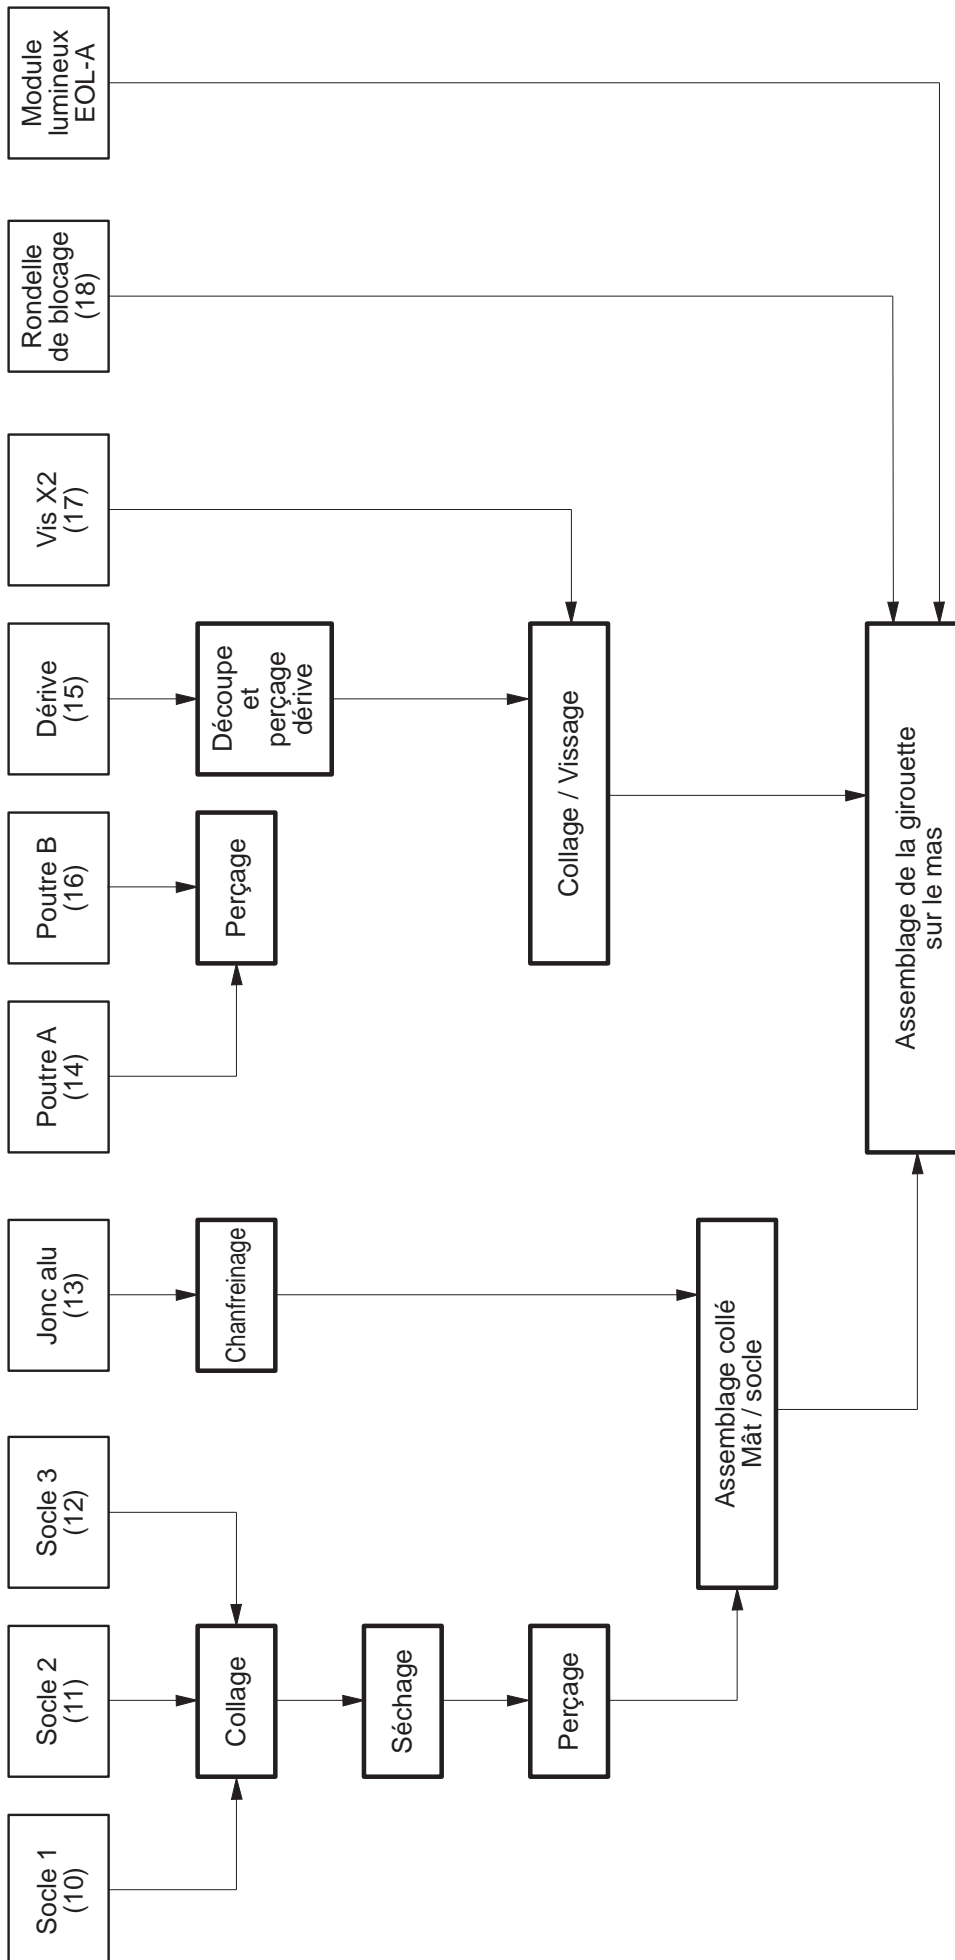 Socle 1
(10)
Socle 2
(11)
Socle 3
(12)
Jonc alu
(13)
Poutre A
(14)
Poutre B
(16)
Dérive
(15)
Vis X2
(17)
Rondelle
de blocage
(18)
Module
lumineux
EOL-A
Collage
Chanfreinage
Perçage
Découpe
et
perçage
dérive
Séchage
Perçage
Collage / Vissage
Assemblage collé
Mât / socle
Assemblage de la girouette
sur le mas